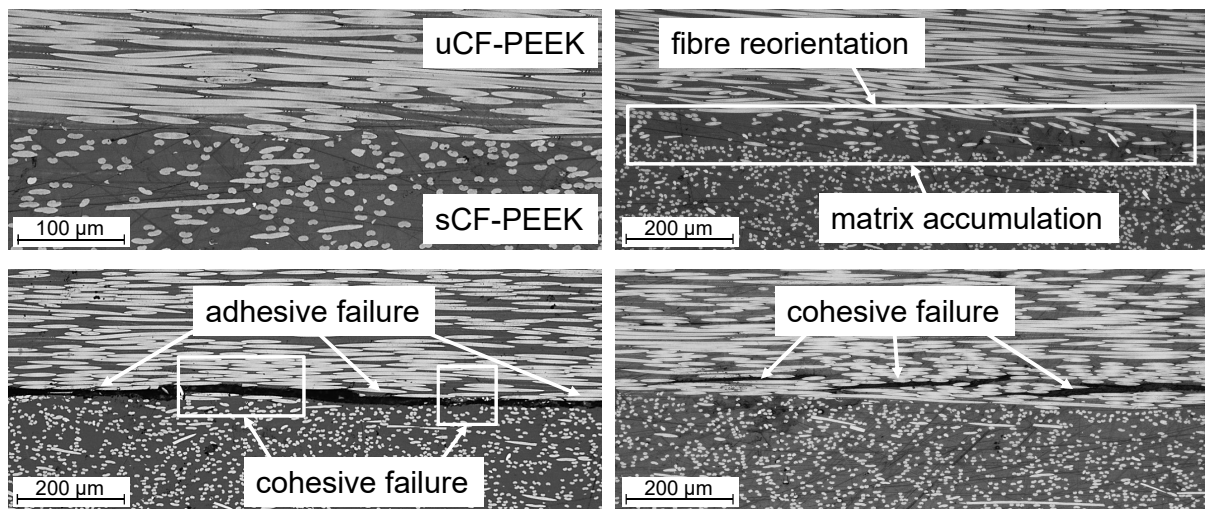 uCF-PEEK
sCF-PEEK
100 µm
fibre reorientation
matrix accumulation
200 µm
adhesive failure
cohesive failure
200 µm
cohesive failure
200 µm